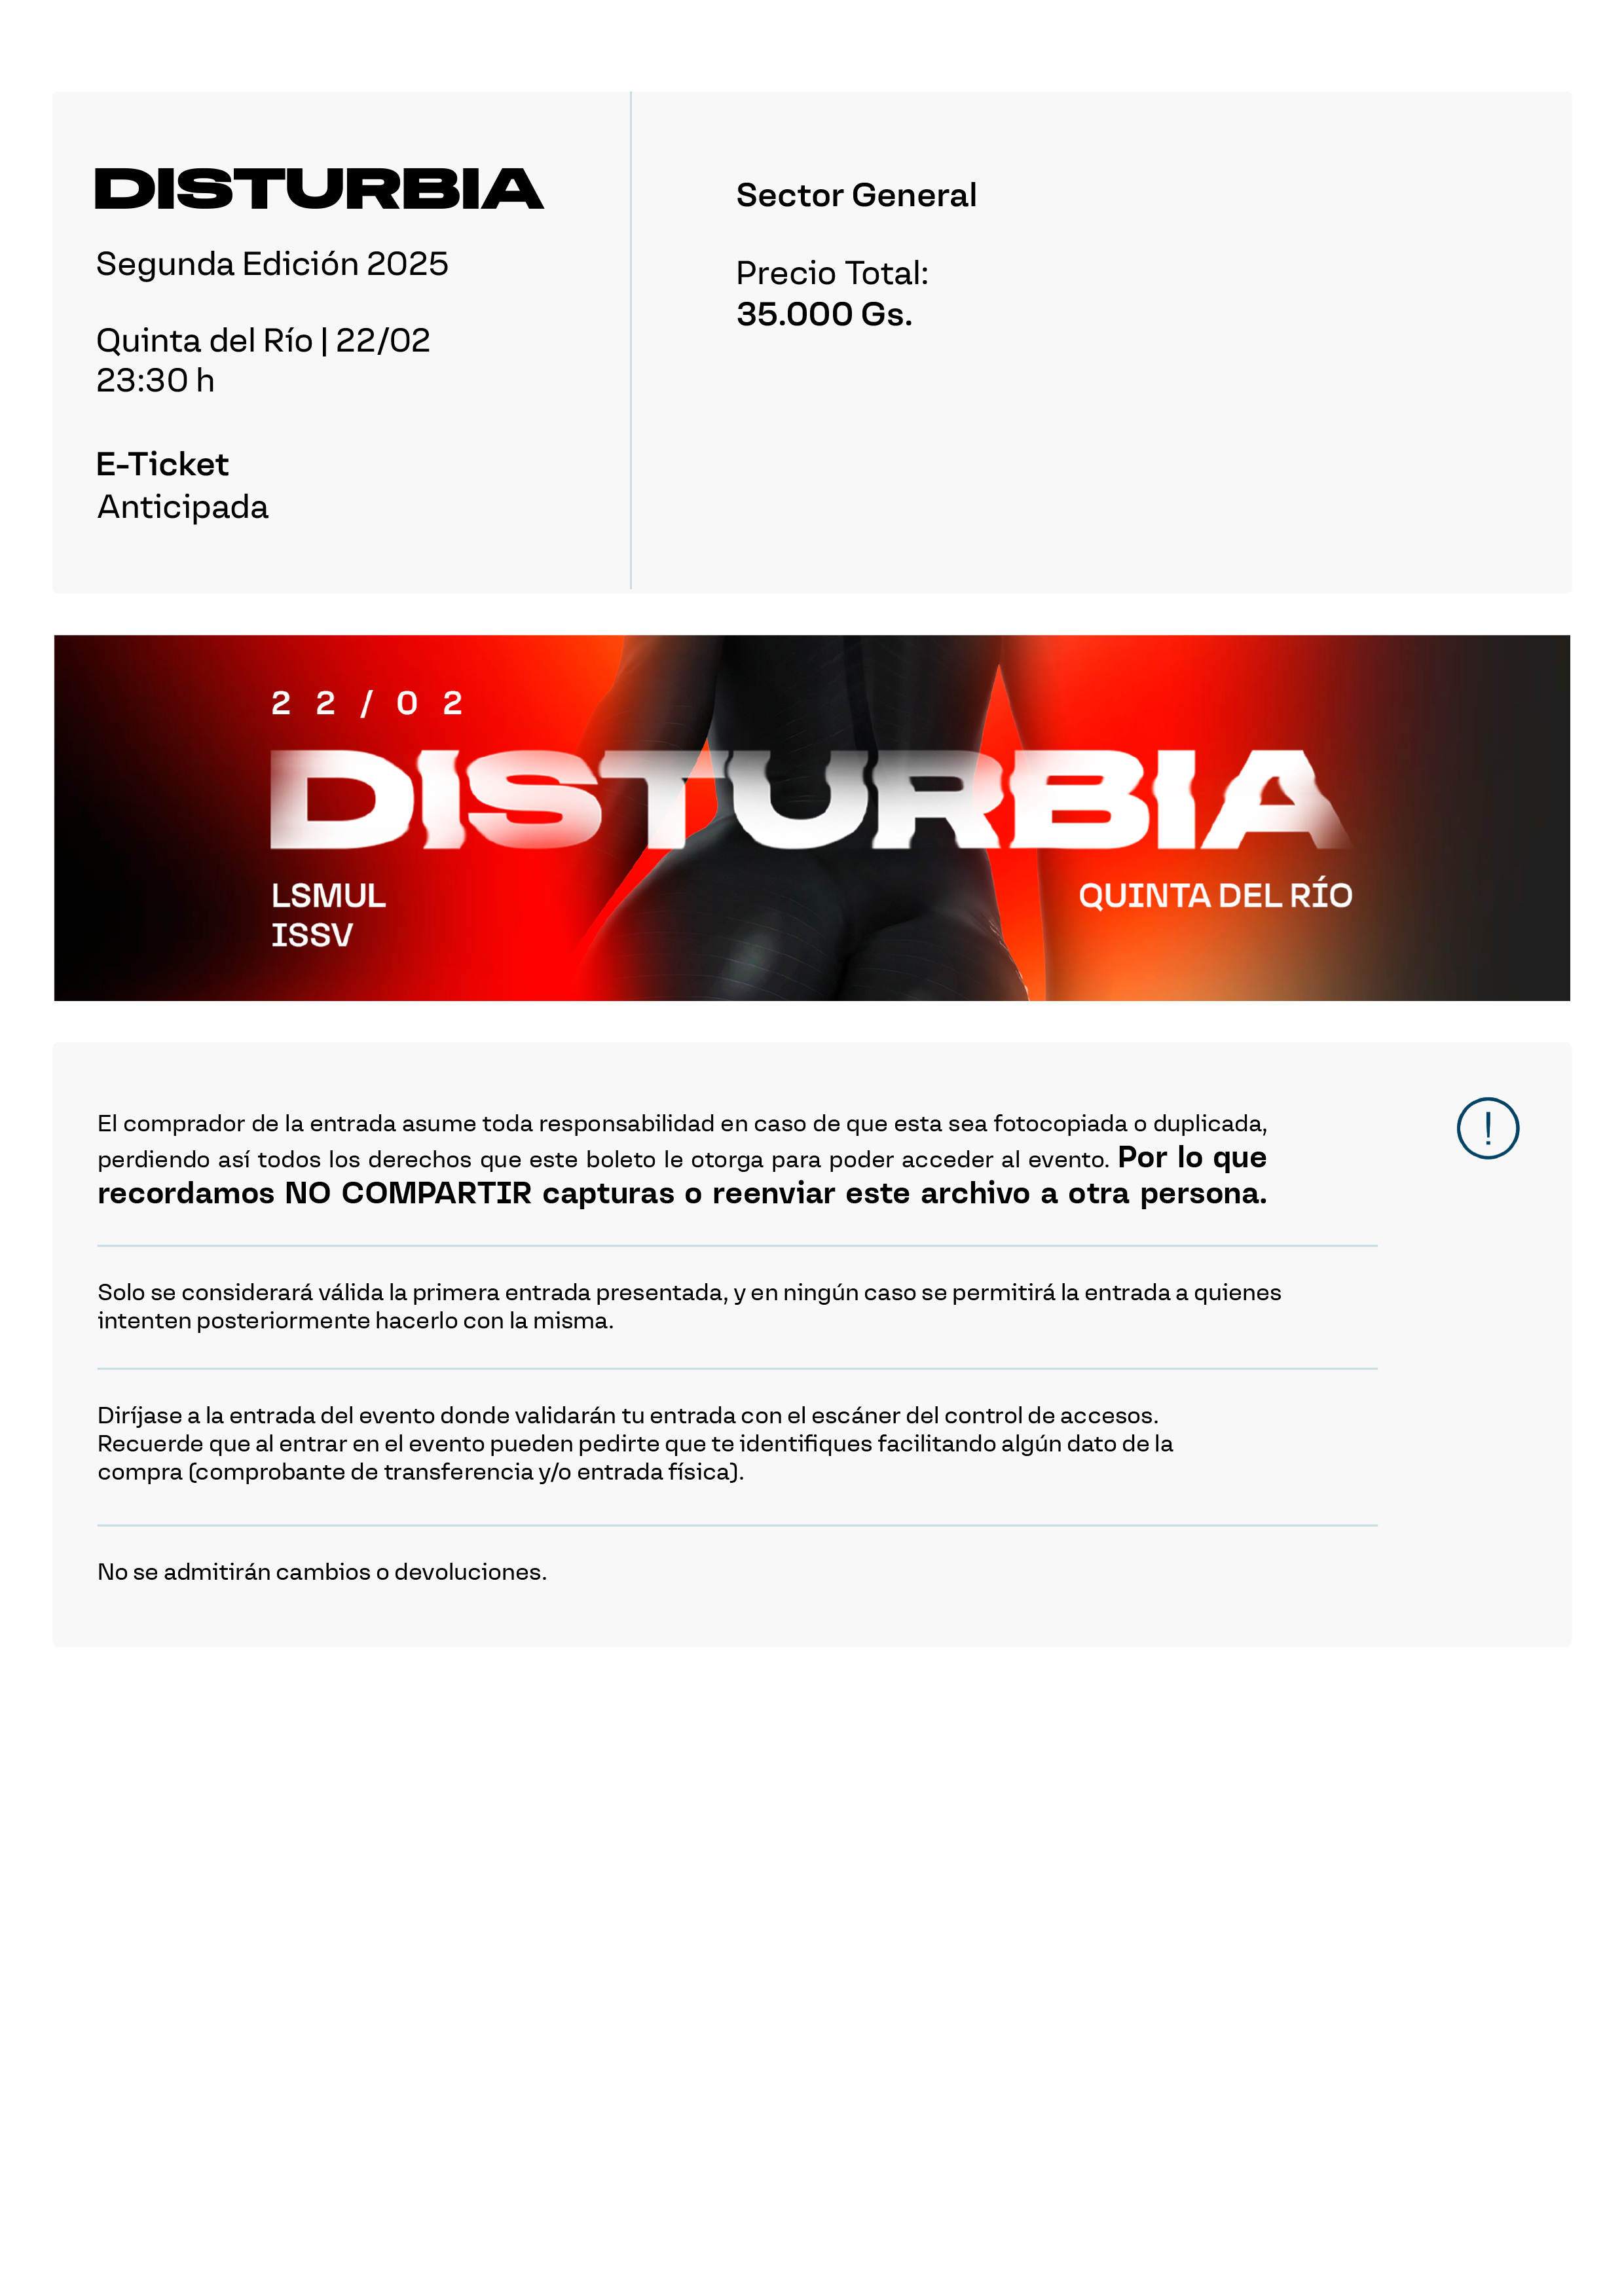 DISTURBIA
Segunda Edición 2025
Quinta del Río | 22/02
23:30 h
E-Ticket
Anticipada
Sector General
Precio Total:
35.000 Gs.
22/02
DISTURBIA
LSMUL
ISSV
QUINTA DEL RÍO
El comprador de la entrada asume toda responsabilidad en caso de que esta sea fotocopiada o duplicada,
perdiendo así todos los derechos que este boleto le otorga para poder acceder al evento. Por lo que
recordamos NO COMPARTIR capturas o reenviar este archivo a otra persona.
!
Solo se considerará válida la primera entrada presentada, y en ningún caso se permitirá la entrada a quienes
intenten posteriormente hacerlo con la misma.
Diríjase a la entrada del evento donde validarán tu entrada con el escáner del control de accesos.
Recuerde que al entrar en el evento pueden pedirte que te identifiques facilitando algún dato de la
compra (comprobante de transferencia y/o entrada física).
No se admitirán cambios o devoluciones.